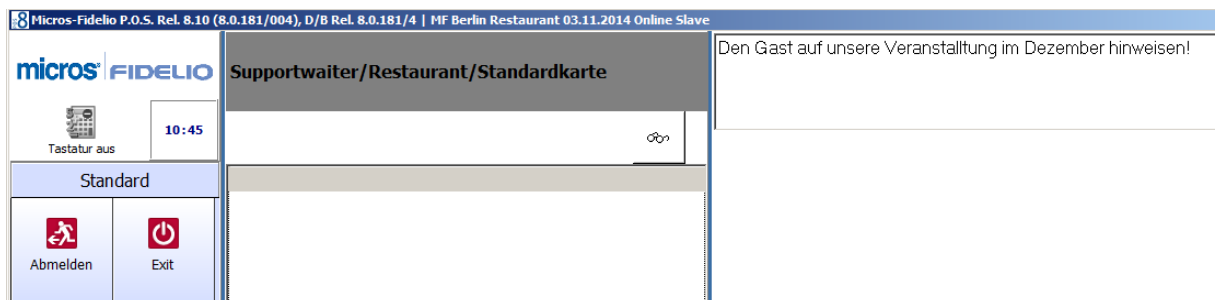 Micros-Fidelio P.O.S. Rel. 8.10 (8.0.181/004), D/B Rel. 8.0.181/4 | MF Berlin Restaurant 03.11.2014 Online Slave
micros FIDELIO
Supportwaiter/Restaurant/Standardkarte
Den Gast auf unsere Veranstalltung im Dezember hinweisen!
Tastatur aus
10:45
Standard
Abmelden
Exit